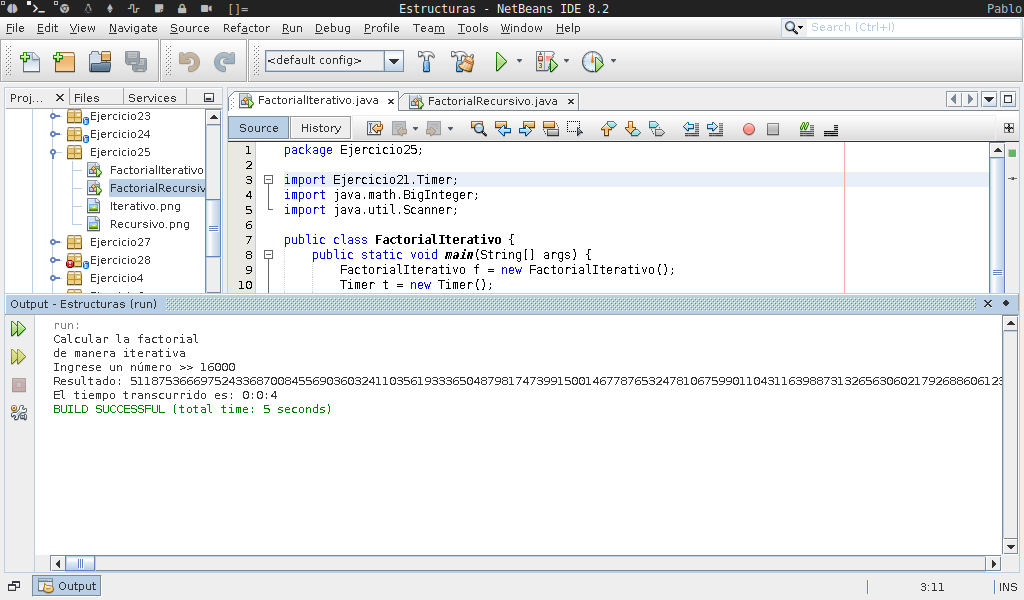 []=
Estructuras - NetBeans IDE 8.2
Pablo
File Edit View Navigate Source Refactor Run Debug Profile Team Tools Window Help
Search (Ctrl+I)
<default config>
Proj... Files Services
FactorialIterativo.java FactorialRecursivo.java
Source History
Ejercicio23
Ejercicio24
Ejercicio25
FactorialIterativo
FactorialRecursiv
Iterativo.png
Recursivo.png
Ejercicio27
Ejercicio28
Ejercicio4
1 package Ejercicio25;
2
3 import Ejercicio21.Timer;
4 import java.math.BigInteger;
5 import java.util.Scanner;
6
7 public class FactorialIterativo {
8 public static void main(String[] args) {
9 FactorialIterativo f = new FactorialIterativo();
10 Timer t = new Timer();
Output - Estructuras (run)
run:
Calcular la factorial
de manera iterativa
Ingrese un número >> 16000
Resultado: 5118753666975243368700845569036032411035619333650487981747399150014677876532478106759901104311639887313265630602179268860612З
El tiempo transcurrido es: 0:0:4
BUILD SUCCESSFUL (total time: 5 seconds)
Output
3:11
INS